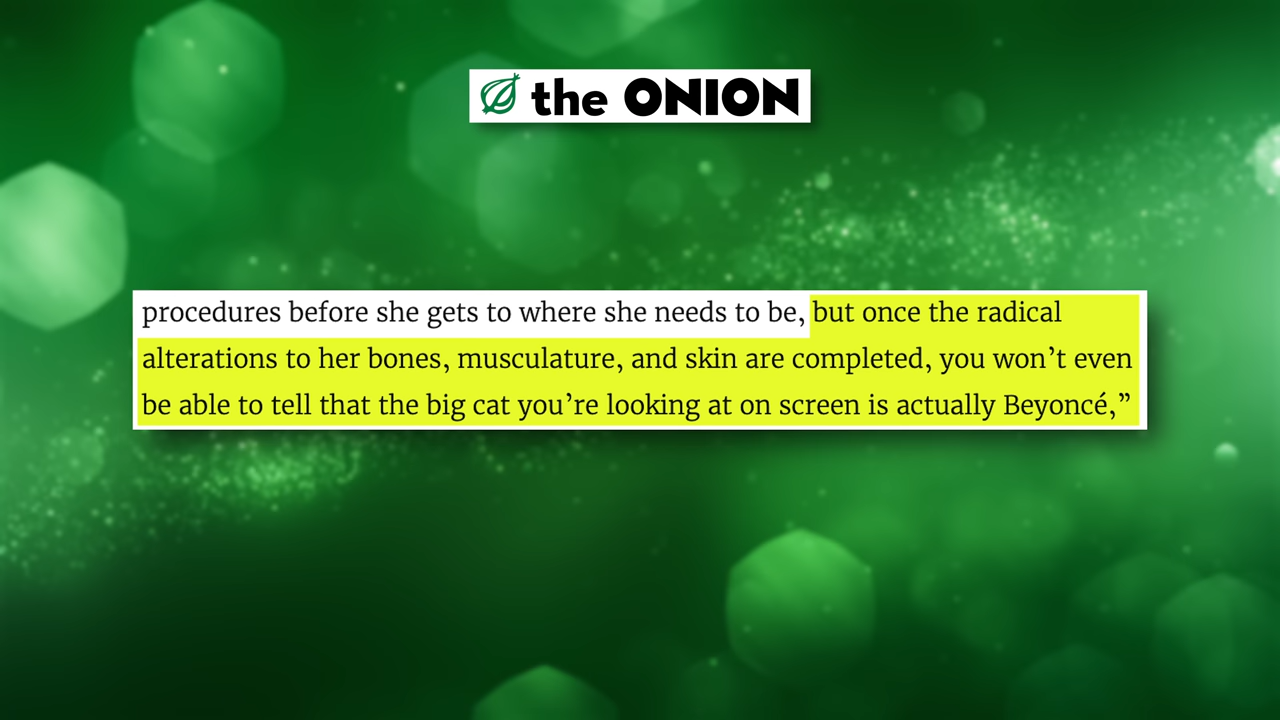 the ONION
procedures before she gets to where she needs to be, but once the radical
alterations to her bones, musculature, and skin are completed, you won’t even
be able to tell that the big cat you’re looking at on screen is actually Beyoncé,”